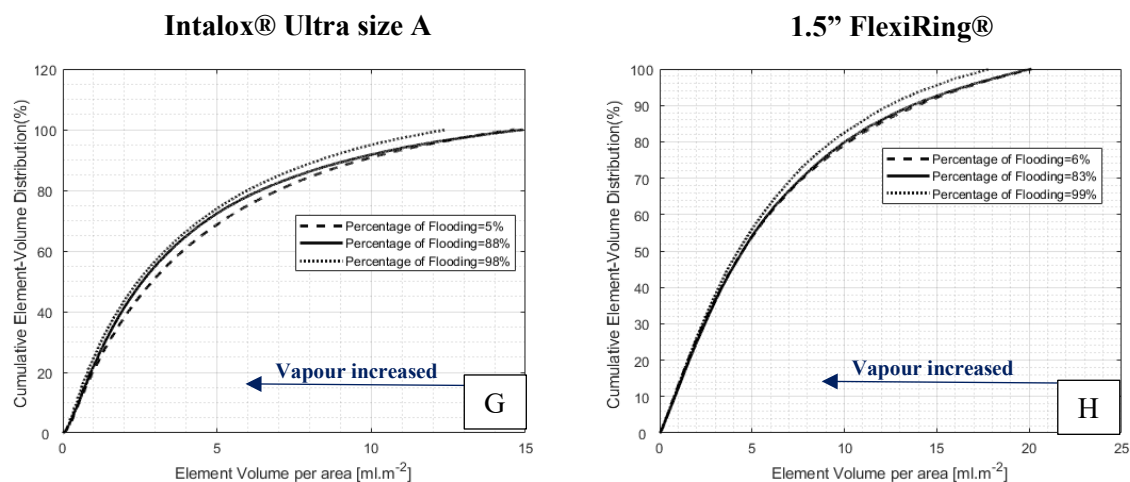 Intalox® Ultra size A
120
100
80
60
40
20
0
Cumulative Element-Volume Distribution(%)
Percentage of Flooding=5%
Percentage of Flooding=88%
Percentage of Flooding=98%
Vapour increased
G
0 5 10 15
Element Volume per area [ml.m⁻²]
1.5” FlexiRing®
100
90
80
70
60
50
40
30
20
10
0
Cumulative Element-Volume Distribution(%)
Percentage of Flooding=6%
Percentage of Flooding=83%
Percentage of Flooding=99%
Vapour increased
H
0 5 10 15 20 25
Element Volume per area [ml.m⁻²]